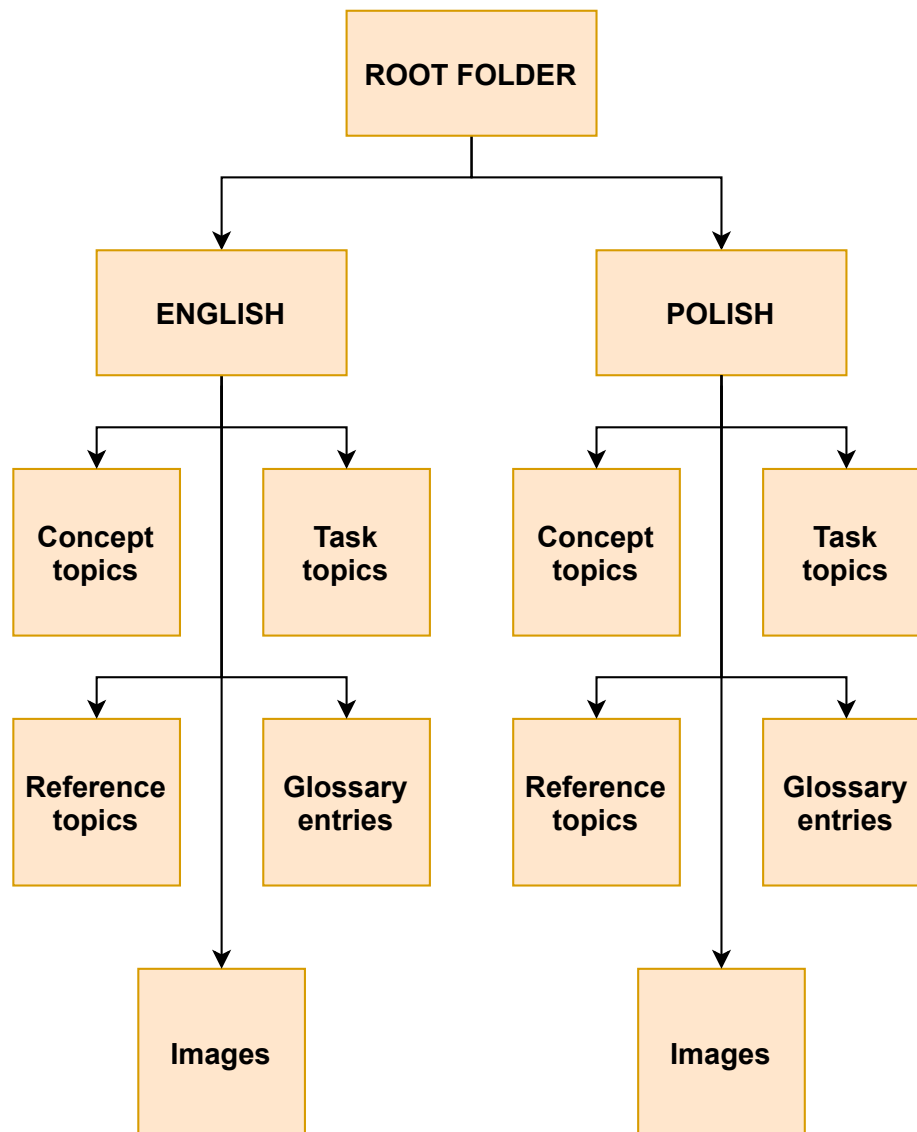 ROOT FOLDER
ENGLISH
POLISH
Concept
topics
Task
topics
Concept
topics
Task
topics
Reference
topics
Glossary
entries
Reference
topics
Glossary
entries
Images
Images